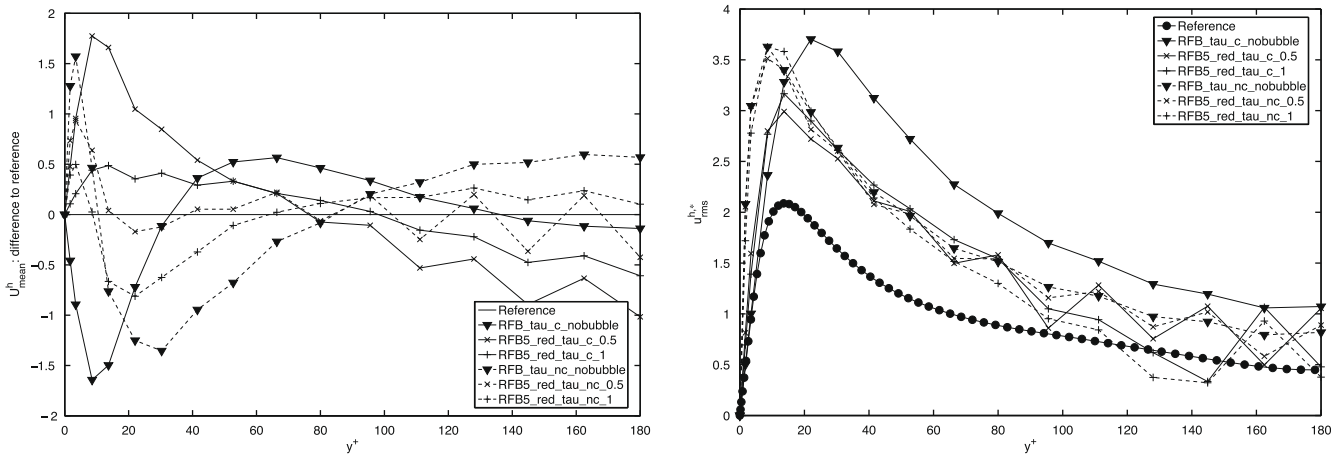 2
1.5
1
0.5
0
−0.5
−1
−1.5
−2
U^h_mean: difference to reference
0 20 40 60 80 100 120 140 160 180
y+
Reference
RFB_tau_c_nobubble
RFB5_red_tau_c_0.5
RFB5_red_tau_c_1
RFB_tau_nc_nobubble
RFB5_red_tau_nc_0.5
RFB5_red_tau_nc_1
4
3.5
3
2.5
2
1.5
1
0.5
0
u^h,*_rms
0 20 40 60 80 100 120 140 160 180
y+
Reference
RFB_tau_c_nobubble
RFB5_red_tau_c_0.5
RFB5_red_tau_c_1
RFB_tau_nc_nobubble
RFB5_red_tau_nc_0.5
RFB5_red_tau_nc_1